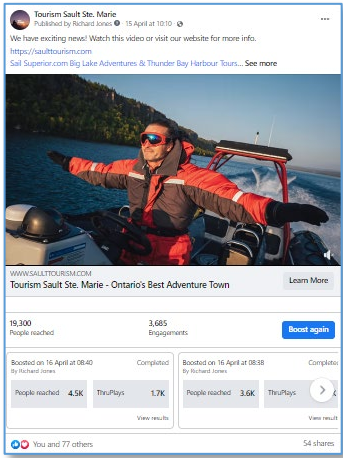 Tourism Sault Ste. Marie
Published by Richard Jones · 15 April at 10:10 ·
We have exciting news! Watch this video or visit our website for more info.
https://saulttourism.com
Sail Superior.com Big Lake Adventures & Thunder Bay Harbour Tours... See more
WWW.SAULTTOURISM.COM
Tourism Sault Ste. Marie - Ontario's Best Adventure Town
Learn More
19,300
People reached
3,685
Engagements
Boost again
Boosted on 16 April at 08:40 Completed
By Richard Jones
People reached 4.5K ThruPlays 1.7K
View results
Boosted on 16 April at 08:38 Complete
By Richard Jones
People reached 3.6K ThruPlays
View results
You and 77 others 54 shares